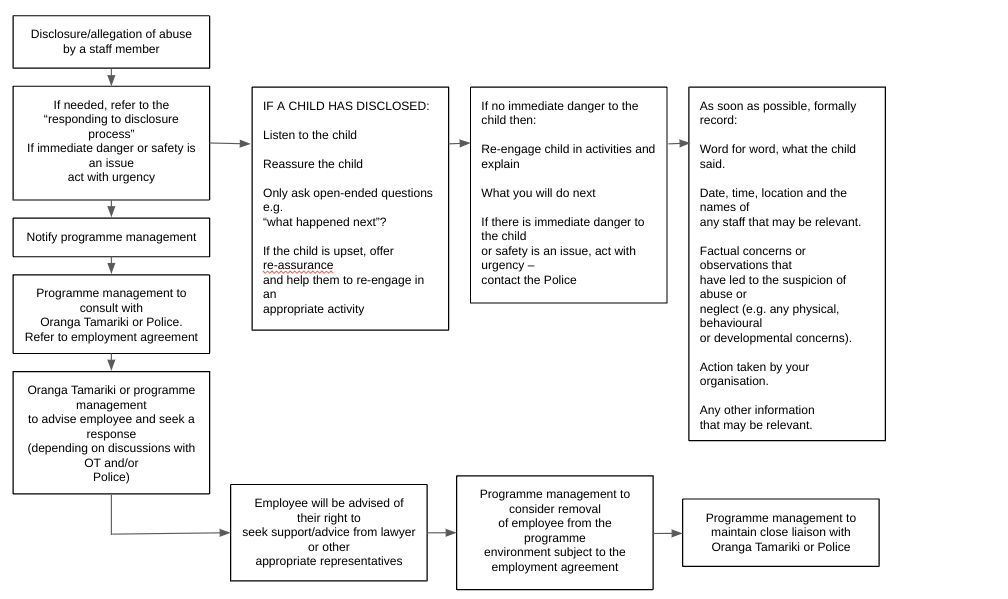 Disclosure/allegation of abuse
by a staff member
If needed, refer to the
“responding to disclosure
process”
If immediate danger or safety is
an issue
act with urgency
Notify programme management
Programme management to
consult with
Oranga Tamariki or Police.
Refer to employment agreement
Oranga Tamariki or programme
management
to advise employee and seek a
response
(depending on discussions with
OT and/or
Police)
IF A CHILD HAS DISCLOSED:
Listen to the child
Reassure the child
Only ask open-ended questions
e.g.
“what happened next”?
If the child is upset, offer
re-assurance
and help them to re-engage in
an
appropriate activity
If no immediate danger to the
child then:
Re-engage child in activities and
explain
What you will do next
If there is immediate danger to
the child
or safety is an issue, act with
urgency –
contact the Police
As soon as possible, formally
record:
Word for word, what the child
said.
Date, time, location and the
names of
any staff that may be relevant.
Factual concerns or
observations that
have led to the suspicion of
abuse or
neglect (e.g. any physical,
behavioural
or developmental concerns).
Action taken by your
organisation.
Any other information
that may be relevant.
Employee will be advised of
their right to
seek support/advice from lawyer
or other
appropriate representatives
Programme management to
consider removal
of employee from the
programme
environment subject to the
employment agreement
Programme management to
maintain close liaison with
Oranga Tamariki or Police